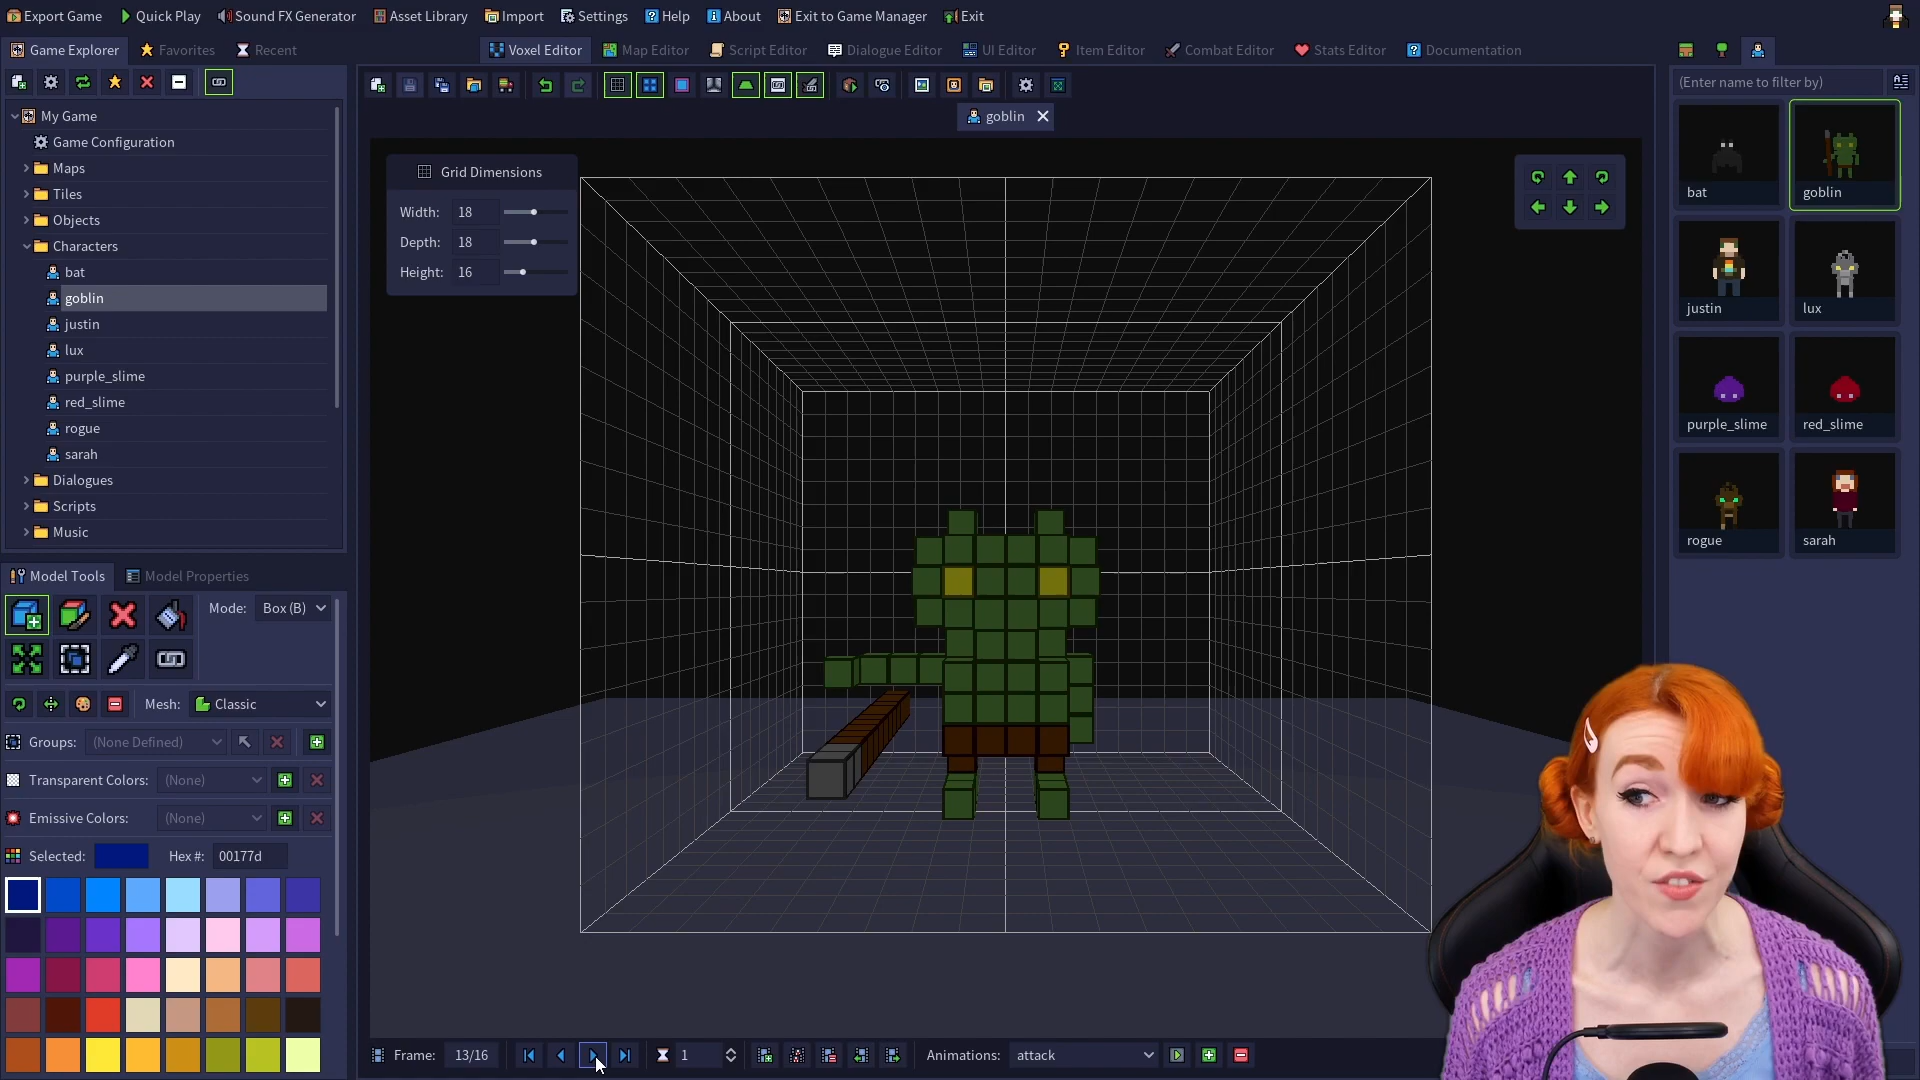 Export Game Quick Play Sound FX Generator Asset Library Import Settings Help About Exit to Game Manager Exit
Game Explorer Favorites Recent
Voxel Editor Map Editor Script Editor Dialogue Editor UI Editor Item Editor Combat Editor Stats Editor Documentation
(Enter name to filter by)
goblin
My Game
Game Configuration
Maps
Tiles
Objects
Characters
bat
goblin
justin
lux
purple_slime
red_slime
rogue
sarah
Dialogues
Scripts
Music
Grid Dimensions
Width: 18
Depth: 18
Height: 16
bat goblin
justin lux
purple_slime red_slime
rogue sarah
Model Tools Model Properties
Mode: Box (B)
Mesh: Classic
Groups: (None Defined)
Transparent Colors: (None)
Emissive Colors: (None)
Selected: Hex #: 00177d
Frame: 13/16 1 Animations: attack